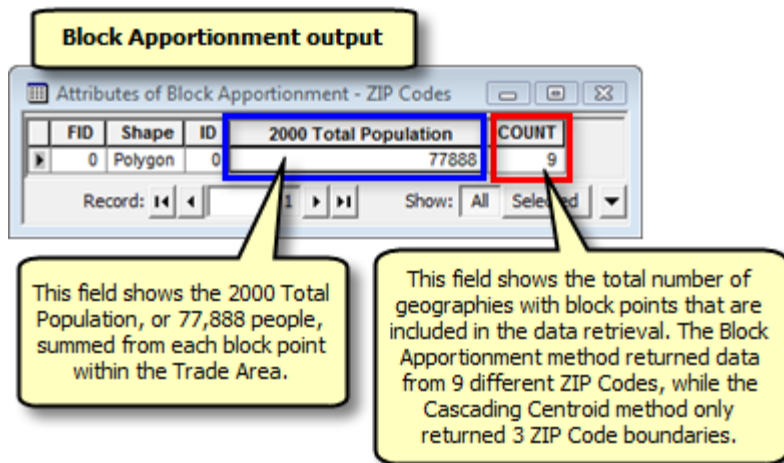 Block Apportionment output
Attributes of Block Apportionment - ZIP Codes
FID Shape ID 2000 Total Population COUNT
0 Polygon 0 77888 9
Record: 1 Show: All Selected
This field shows the 2000 Total
Population, or 77,888 people,
summed from each block point
within the Trade Area.
This field shows the total number of
geographies with block points that are
included in the data retrieval. The Block
Apportionment method returned data
from 9 different ZIP Codes, while the
Cascading Centroid method only
returned 3 ZIP Code boundaries.